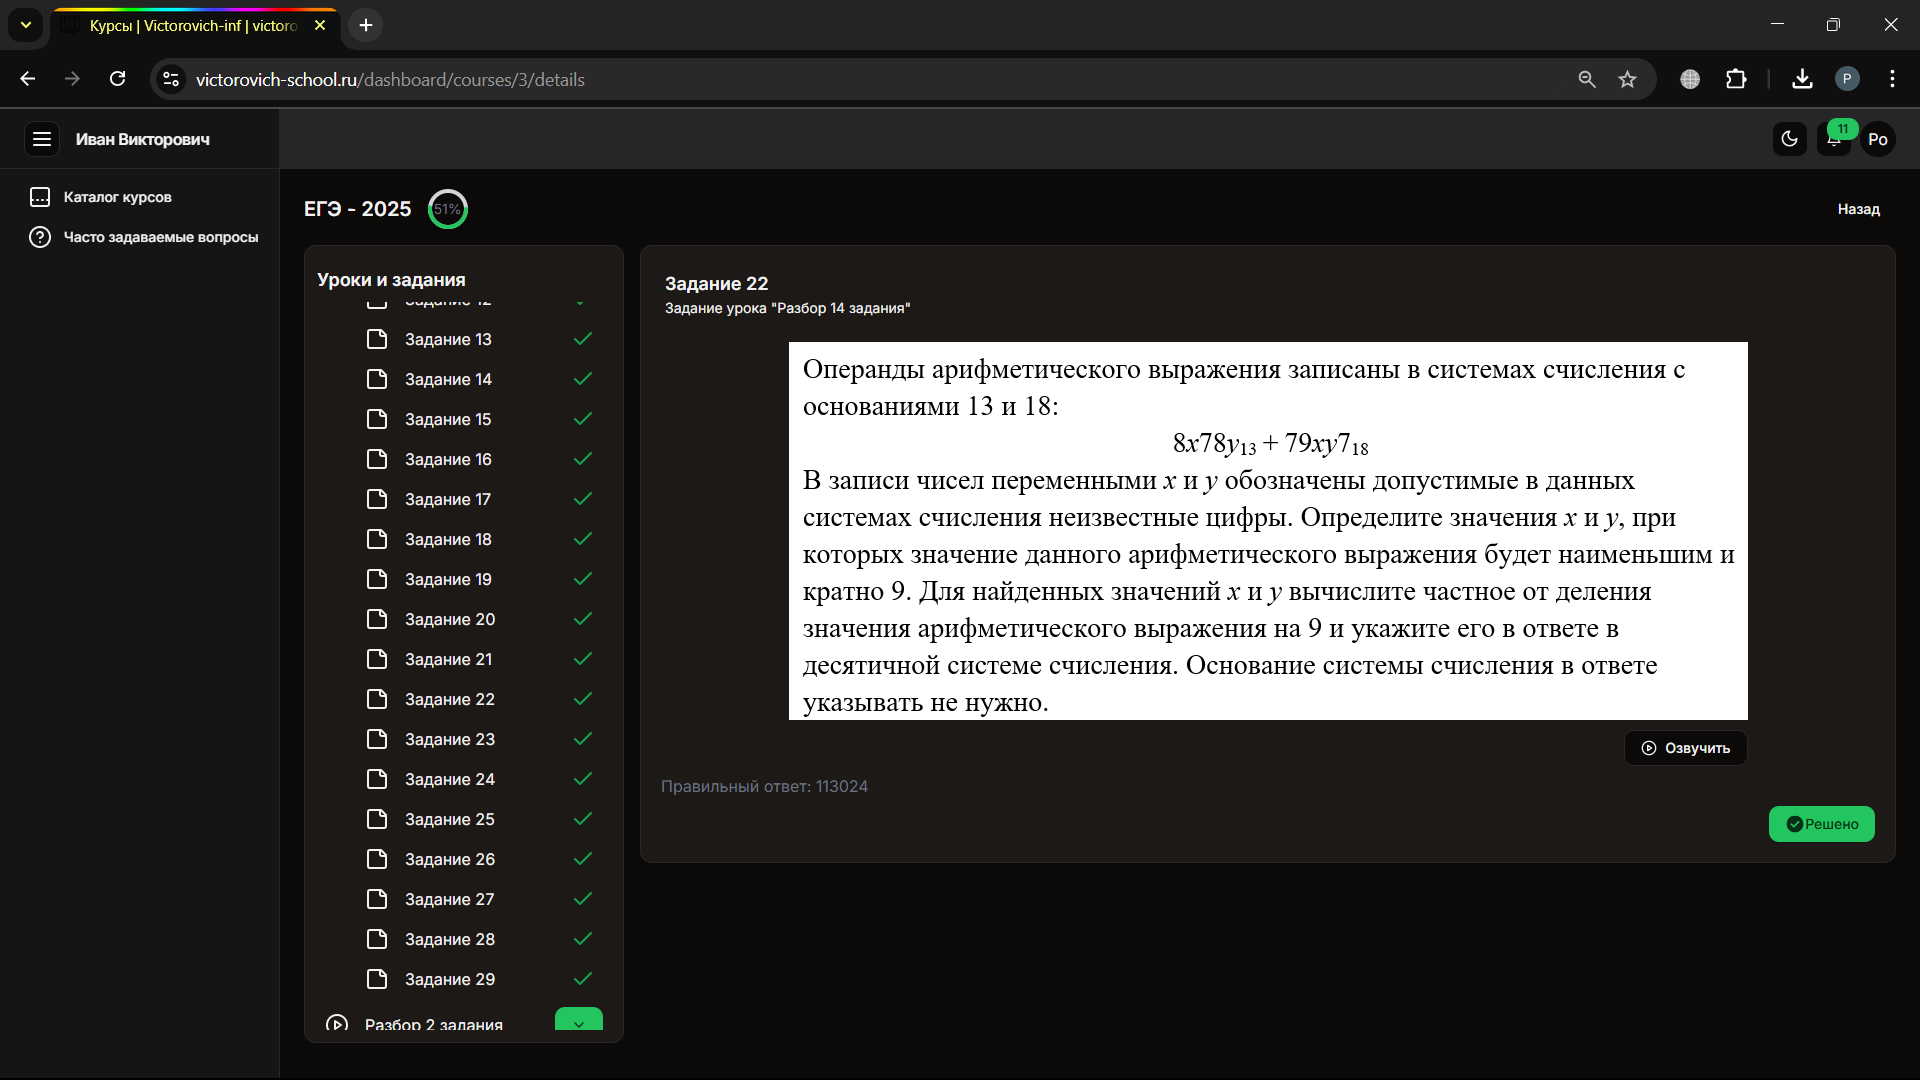 Курсы | Victorovich-inf | victoro
victorovich-school.ru/dashboard/courses/3/details
P
Иван Викторович
11
Po
Каталог курсов
Часто задаваемые вопросы
ЕГЭ - 2025
51%
Назад
Уроки и задания
Задание 12
Задание 13
Задание 14
Задание 15
Задание 16
Задание 17
Задание 18
Задание 19
Задание 20
Задание 21
Задание 22
Задание 23
Задание 24
Задание 25
Задание 26
Задание 27
Задание 28
Задание 29
Разбор 2 задания
Задание 22
Задание урока "Разбор 14 задания"
Операнды арифметического выражения записаны в системах счисления с
основаниями 13 и 18:
8x78y₁₃ + 79xy7₁₈
В записи чисел переменными x и y обозначены допустимые в данных
системах счисления неизвестные цифры. Определите значения x и y, при
которых значение данного арифметического выражения будет наименьшим и
кратно 9. Для найденных значений x и y вычислите частное от деления
значения арифметического выражения на 9 и укажите его в ответе в
десятичной системе счисления. Основание системы счисления в ответе
указывать не нужно.
Озвучить
Правильный ответ: 113024
Решено